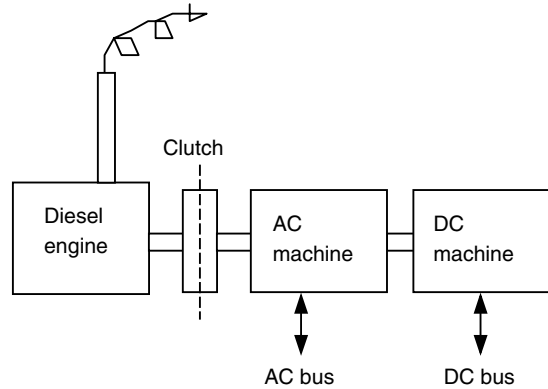 Clutch
Diesel
engine
AC
machine
DC
machine
AC bus
DC bus